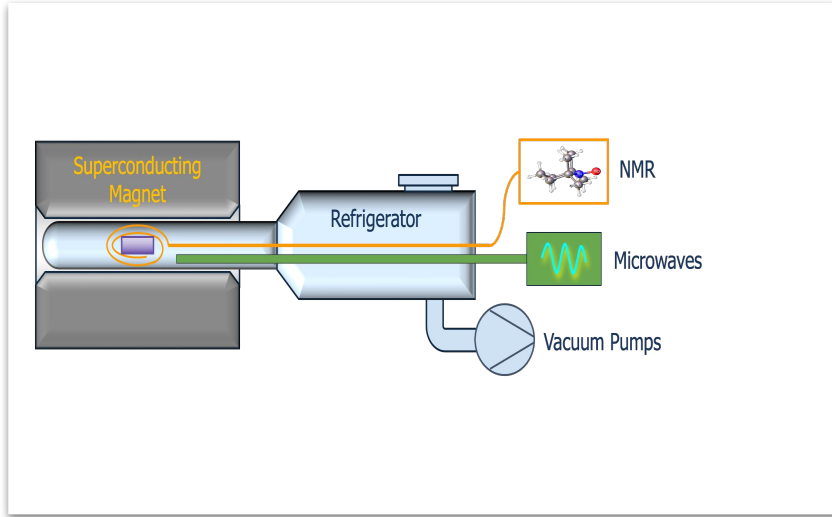 Superconducting
Magnet
Refrigerator
NMR
Microwaves
Vacuum Pumps